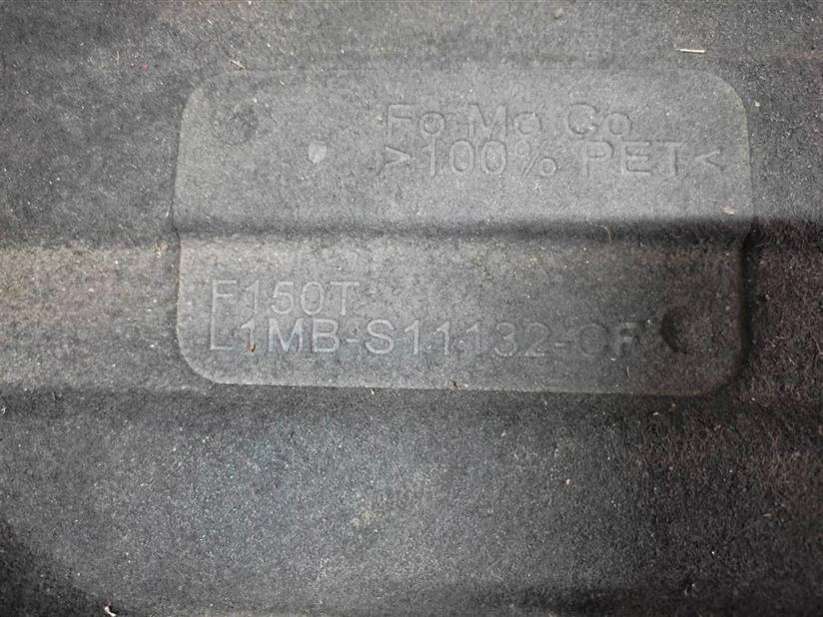 Fo Mo Co
>100% PET<
F150T
L1MB-S11132-CF